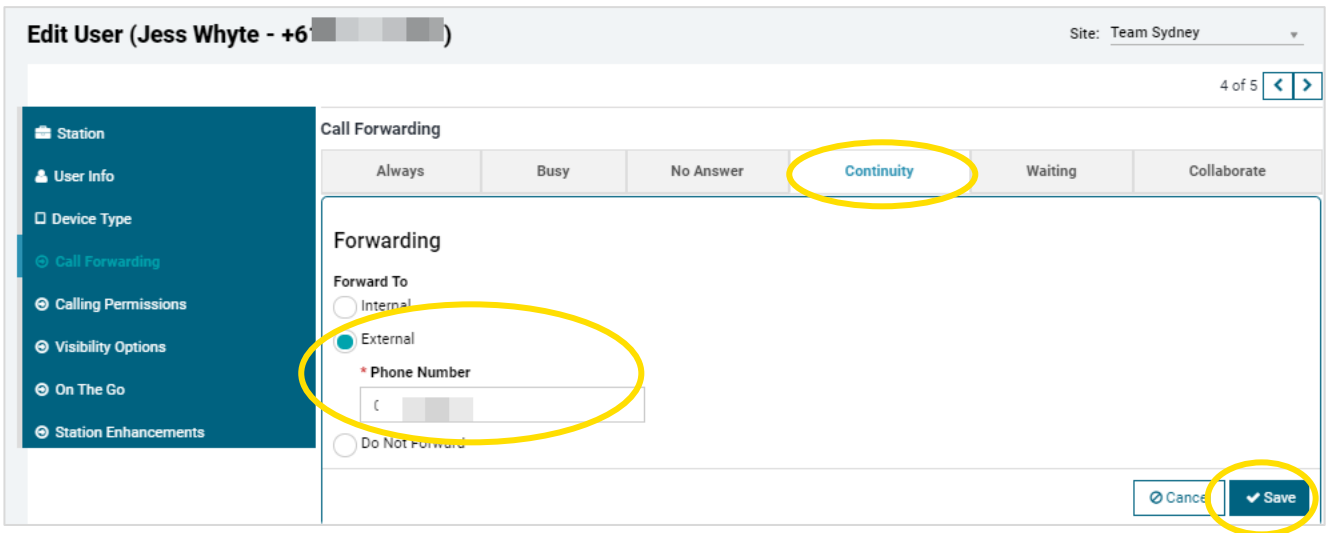 Edit User (Jess Whyte - +61 )
Site: Team Sydney
4 of 5
Station
User Info
Device Type
Call Forwarding
Calling Permissions
Visibility Options
On The Go
Station Enhancements
Call Forwarding
Always Busy No Answer Continuity Waiting Collaborate
Forwarding
Forward To
Internal
External
* Phone Number
Do Not Forward
Cancel Save